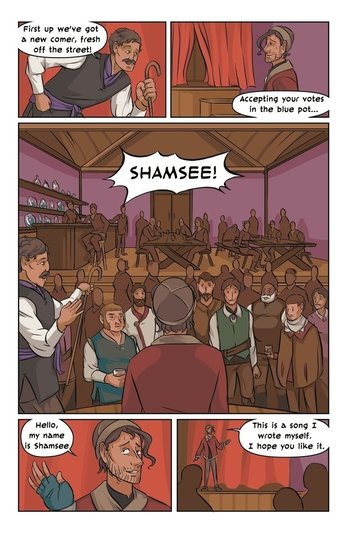 First up we've got
a new comer, fresh
off the street!
Accepting your votes
in the blue pot...
SHAMSEE!
Hello,
my name
is Shamsee
This is a song I
wrote myself.
I hope you like it.